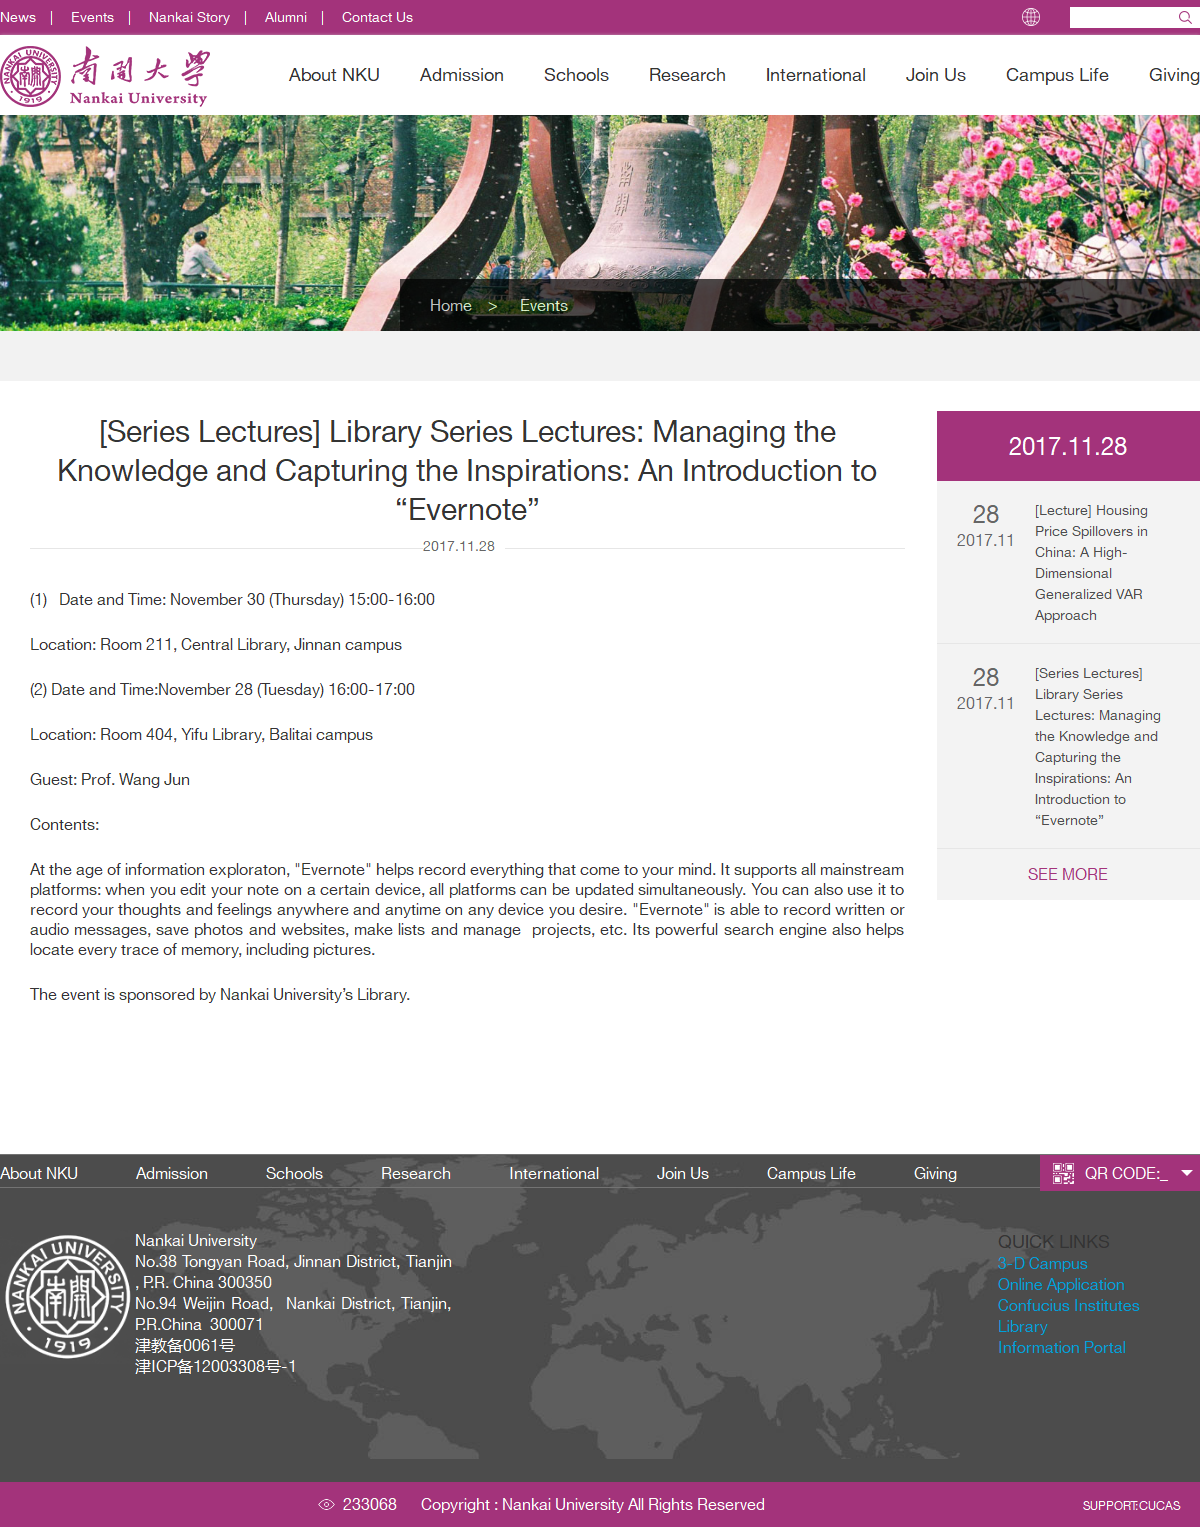 News | Events | Nankai Story | Alumni | Contact Us
NANKAI UNIVERSITY
1919
南开大学
Nankai University
About NKU Admission Schools Research International Join Us Campus Life Giving
Home > Events
[Series Lectures] Library Series Lectures: Managing the
Knowledge and Capturing the Inspirations: An Introduction to
“Evernote”
2017.11.28
(1) Date and Time: November 30 (Thursday) 15:00-16:00
Location: Room 211, Central Library, Jinnan campus
(2) Date and Time:November 28 (Tuesday) 16:00-17:00
Location: Room 404, Yifu Library, Balitai campus
Guest: Prof. Wang Jun
Contents:
At the age of information exploraton, "Evernote" helps record everything that come to your mind. It supports all mainstream
platforms: when you edit your note on a certain device, all platforms can be updated simultaneously. You can also use it to
record your thoughts and feelings anywhere and anytime on any device you desire. "Evernote" is able to record written or
audio messages, save photos and websites, make lists and manage projects, etc. Its powerful search engine also helps
locate every trace of memory, including pictures.
The event is sponsored by Nankai University’s Library.
2017.11.28
28
2017.11
[Lecture] Housing
Price Spillovers in
China: A High-
Dimensional
Generalized VAR
Approach
28
2017.11
[Series Lectures]
Library Series
Lectures: Managing
the Knowledge and
Capturing the
Inspirations: An
Introduction to
“Evernote”
SEE MORE
About NKU Admission Schools Research International Join Us Campus Life Giving
QR CODE:_
NANKAI UNIVERSITY
1919
Nankai University
No.38 Tongyan Road, Jinnan District, Tianjin
, P.R. China 300350
No.94 Weijin Road, Nankai District, Tianjin,
P.R.China 300071
津教备0061号
津ICP备12003308号-1
QUICK LINKS
3-D Campus
Online Application
Confucius Institutes
Library
Information Portal
233068 Copyright : Nankai University All Rights Reserved
SUPPORT:CUCAS